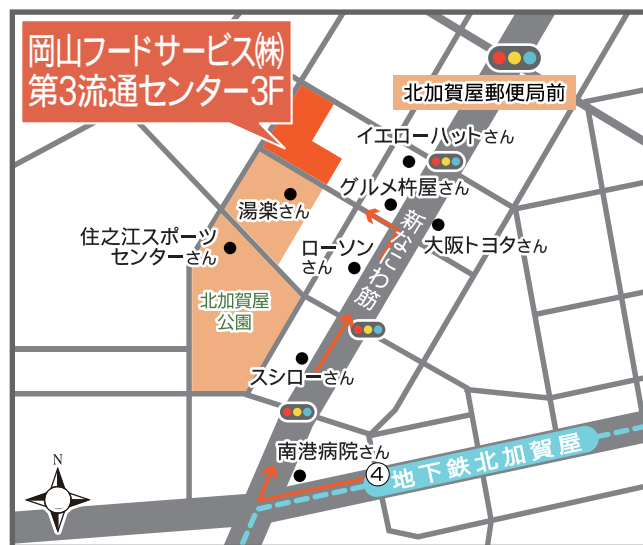 岡山フードサービス㈱
第3流通センター3F
北加賀屋郵便局前
イエローハットさん
グルメ杵屋さん
湯楽さん
住之江スポーツ
センターさん
ローソン
さん
大阪トヨタさん
新なにわ筋
北加賀屋
公園
スシローさん
南港病院さん
④
地下鉄北加賀屋
N